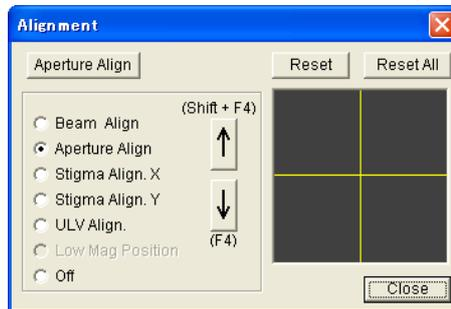 Alignment
Aperture Align
Reset
Reset All
(Shift + F4)
Beam Align
Aperture Align
Stigma Align. X
Stigma Align. Y
ULV Align.
(F4)
Low Mag Position
Off
Close